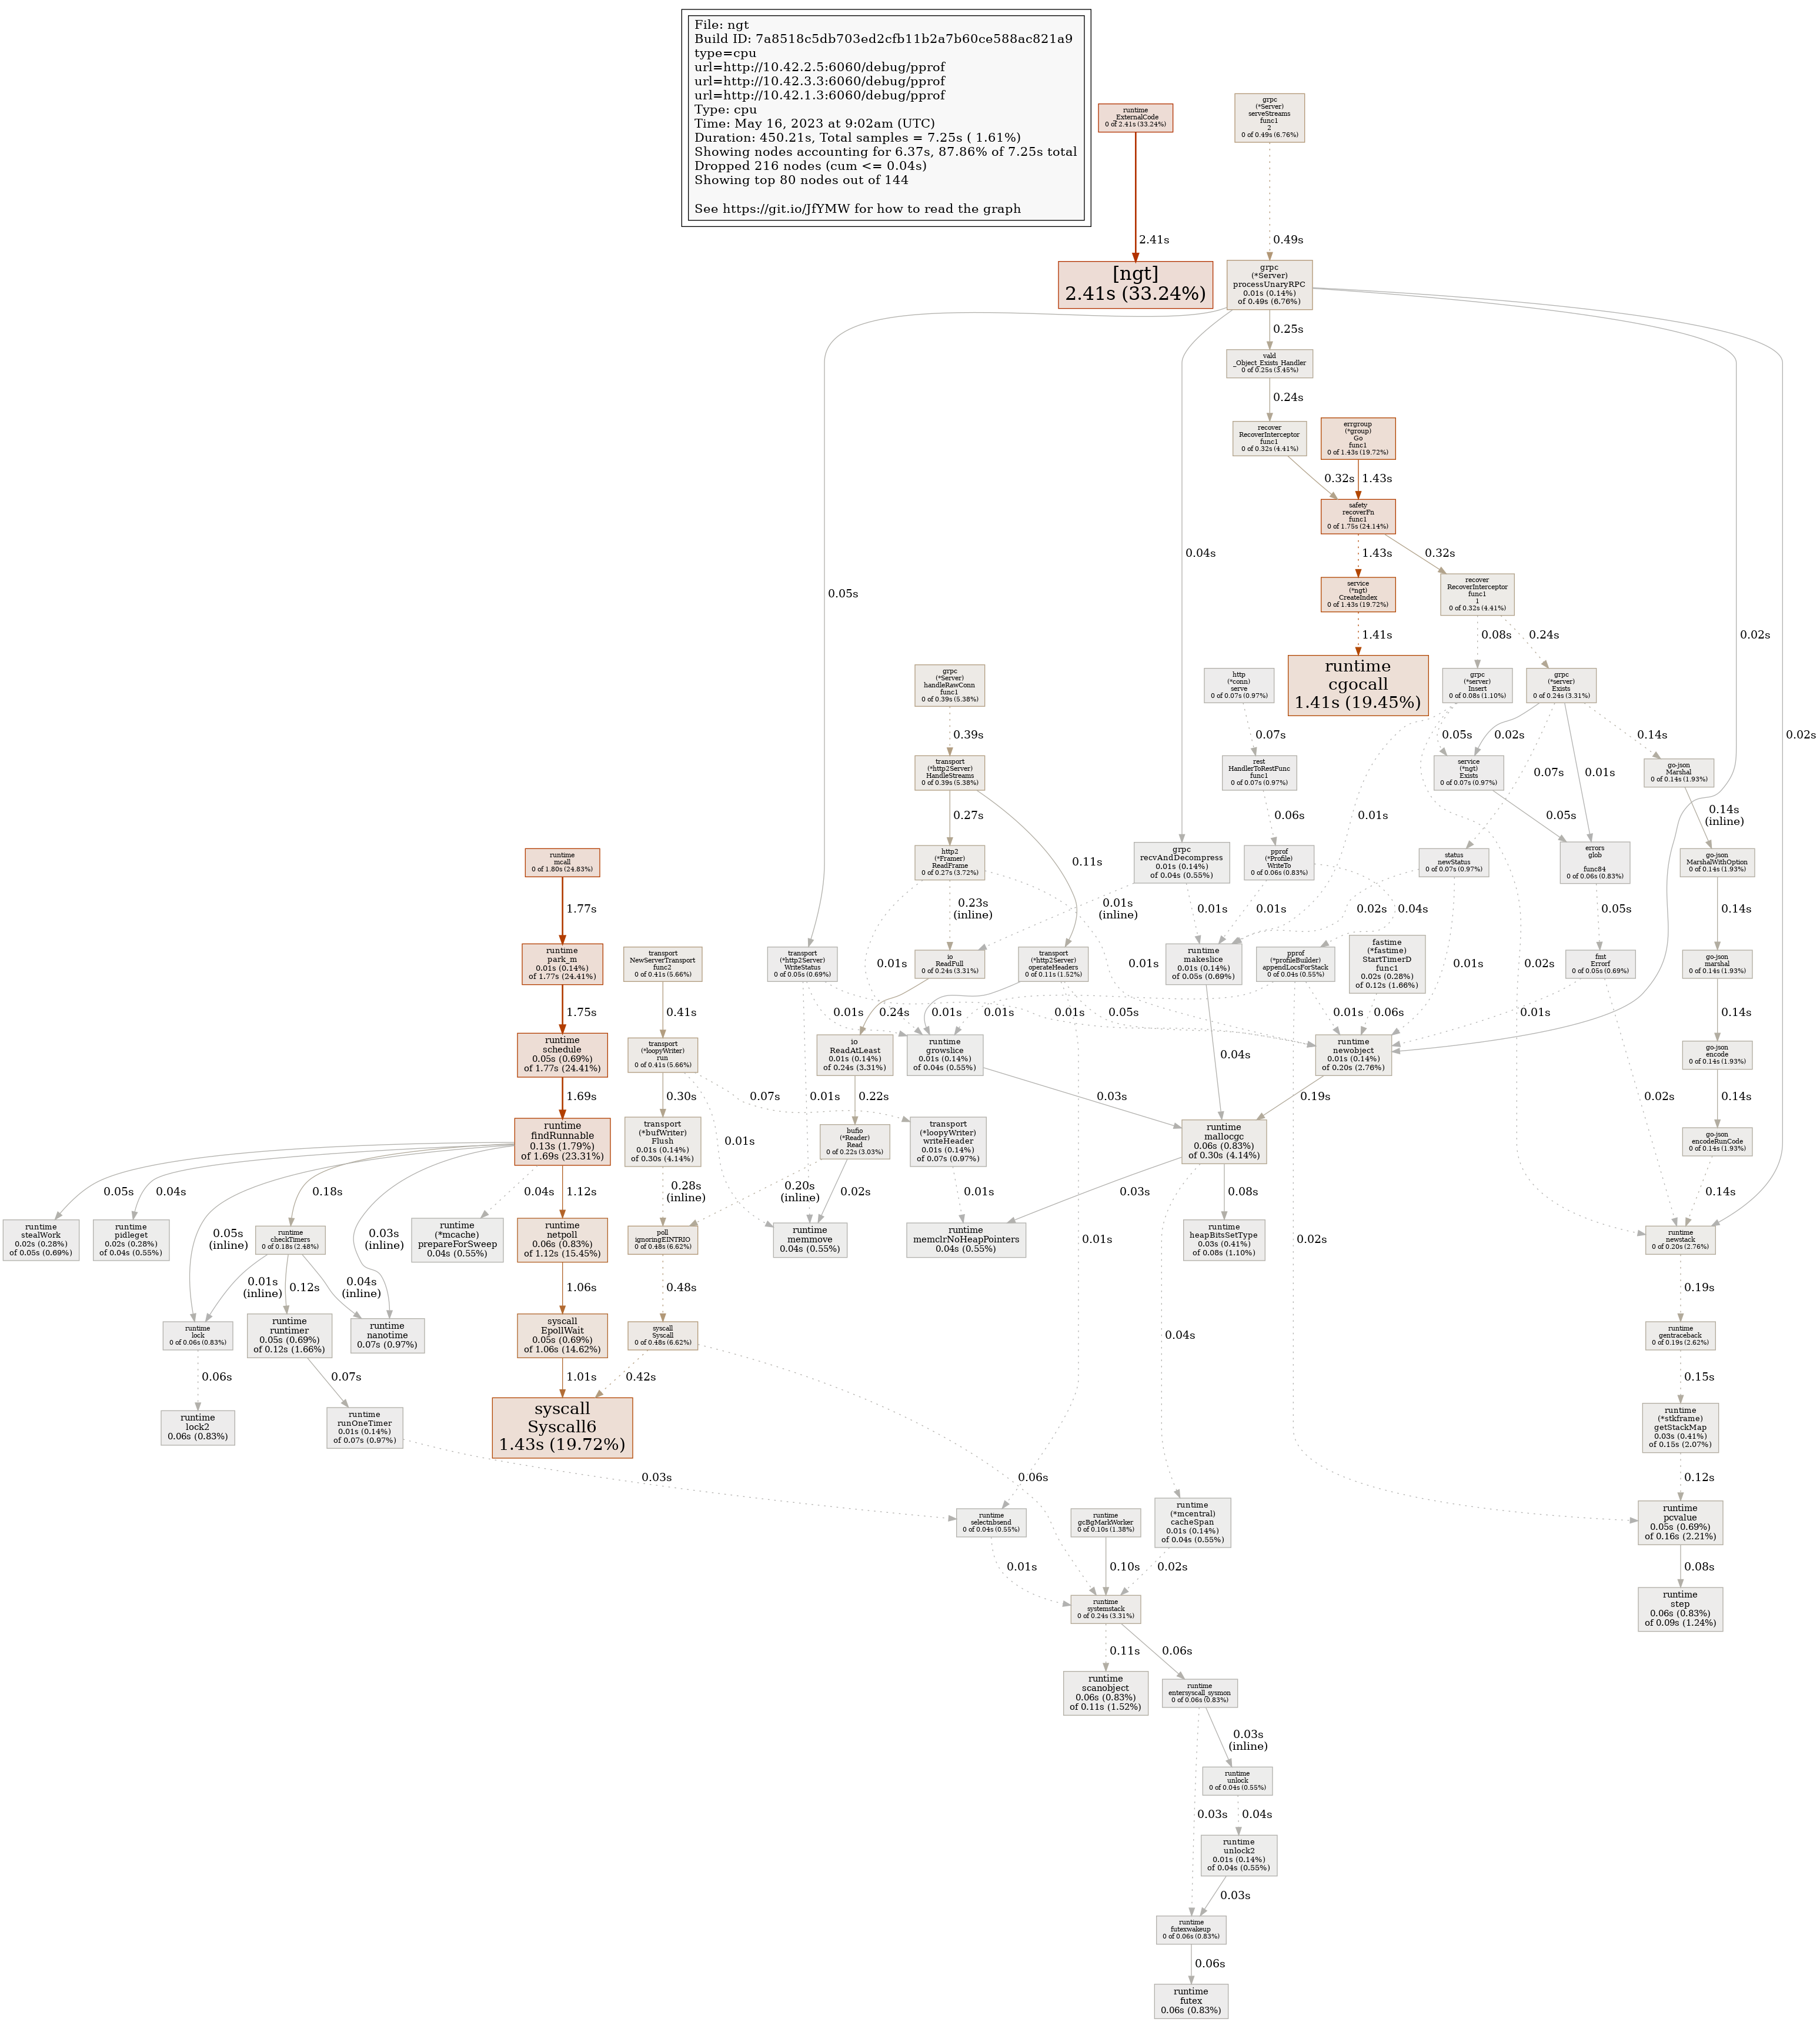 File: ngt
Build ID: 7a8518c5db703ed2cfb11b2a7b60ce588ac821a9
type=cpu
url=http://10.42.2.5:6060/debug/pprof
url=http://10.42.3.3:6060/debug/pprof
url=http://10.42.1.3:6060/debug/pprof
Type: cpu
Time: May 16, 2023 at 9:02am (UTC)
Duration: 450.21s, Total samples = 7.25s ( 1.61%)
Showing nodes accounting for 6.37s, 87.86% of 7.25s total
Dropped 216 nodes (cum <= 0.04s)
Showing top 80 nodes out of 144
See https://git.io/JfYMW for how to read the graph
runtime
_ExternalCode
0 of 2.41s (33.24%)
grpc
(*Server)
serveStreams
func1
2
0 of 0.49s (6.76%)
2.41s
0.49s
[ngt]
2.41s (33.24%)
grpc
(*Server)
processUnaryRPC
0.01s (0.14%)
of 0.49s (6.76%)
0.25s
vald
_Object_Exists_Handler
0 of 0.25s (3.45%)
0.24s
recover
RecoverInterceptor
func1
0 of 0.32s (4.41%)
errgroup
(*group)
Go
func1
0 of 1.43s (19.72%)
0.32s
1.43s
safety
recoverFn
func1
0 of 1.75s (24.14%)
0.04s
1.43s
0.32s
0.05s
service
(*ngt)
CreateIndex
0 of 1.43s (19.72%)
recover
RecoverInterceptor
func1
1
0 of 0.32s (4.41%)
1.41s
0.08s
0.24s
0.02s
runtime
cgocall
1.41s (19.45%)
grpc
(*Server)
handleRawConn
func1
0 of 0.39s (5.38%)
http
(*conn)
serve
0 of 0.07s (0.97%)
grpc
(*server)
Insert
0 of 0.08s (1.10%)
grpc
(*server)
Exists
0 of 0.24s (3.31%)
0.39s
0.07s
0.05s
0.02s
0.14s
0.02s
transport
(*http2Server)
HandleStreams
0 of 0.39s (5.38%)
rest
HandlerToRestFunc
func1
0 of 0.07s (0.97%)
service
(*ngt)
Exists
0 of 0.07s (0.97%)
0.07s
0.01s
go-json
Marshal
0 of 0.14s (1.93%)
0.27s
0.11s
0.06s
0.01s
0.05s
0.14s
(inline)
runtime
mcall
0 of 1.80s (24.83%)
http2
(*Framer)
ReadFrame
0 of 0.27s (3.72%)
grpc
recvAndDecompress
0.01s (0.14%)
of 0.04s (0.55%)
pprof
(*Profile)
WriteTo
0 of 0.06s (0.83%)
status
newStatus
0 of 0.07s (0.97%)
errors
glob
.
func84
0 of 0.06s (0.83%)
go-json
MarshalWithOption
0 of 0.14s (1.93%)
1.77s
0.23s
(inline)
0.01s
(inline)
0.01s
0.01s
0.04s
0.02s
0.05s
0.14s
runtime
park_m
0.01s (0.14%)
of 1.77s (24.41%)
transport
NewServerTransport
func2
0 of 0.41s (5.66%)
transport
(*http2Server)
WriteStatus
0 of 0.05s (0.69%)
0.01s
io
ReadFull
0 of 0.24s (3.31%)
transport
(*http2Server)
operateHeaders
0 of 0.11s (1.52%)
0.01s
runtime
makeslice
0.01s (0.14%)
of 0.05s (0.69%)
pprof
(*profileBuilder)
appendLocsForStack
0 of 0.04s (0.55%)
fastime
(*fastime)
StartTimerD
func1
0.02s (0.28%)
of 0.12s (1.66%)
0.01s
0.02s
fmt
Errorf
0 of 0.05s (0.69%)
go-json
marshal
0 of 0.14s (1.93%)
1.75s
0.41s
0.01s
0.24s
0.01s
0.01s
0.01s
0.05s
0.01s
0.06s
0.01s
0.14s
runtime
schedule
0.05s (0.69%)
of 1.77s (24.41%)
transport
(*loopyWriter)
run
0 of 0.41s (5.66%)
io
ReadAtLeast
0.01s (0.14%)
of 0.24s (3.31%)
runtime
growslice
0.01s (0.14%)
of 0.04s (0.55%)
0.04s
runtime
newobject
0.01s (0.14%)
of 0.20s (2.76%)
go-json
encode
0 of 0.14s (1.93%)
1.69s
0.30s
0.07s
0.01s
0.22s
0.03s
0.19s
0.02s
0.14s
runtime
findRunnable
0.13s (1.79%)
of 1.69s (23.31%)
transport
(*bufWriter)
Flush
0.01s (0.14%)
of 0.30s (4.14%)
0.01s
bufio
(*Reader)
Read
0 of 0.22s (3.03%)
transport
(*loopyWriter)
writeHeader
0.01s (0.14%)
of 0.07s (0.97%)
runtime
mallocgc
0.06s (0.83%)
of 0.30s (4.14%)
go-json
encodeRunCode
0 of 0.14s (1.93%)
0.05s
0.04s
0.05s
(inline)
0.18s
0.03s
(inline)
0.04s
1.12s
0.28s
(inline)
0.20s
(inline)
0.02s
0.01s
0.03s
0.08s
0.14s
runtime
stealWork
0.02s (0.28%)
of 0.05s (0.69%)
runtime
pidleget
0.02s (0.28%)
of 0.04s (0.55%)
runtime
checkTimers
0 of 0.18s (2.48%)
runtime
(*mcache)
prepareForSweep
0.04s (0.55%)
runtime
netpoll
0.06s (0.83%)
of 1.12s (15.45%)
poll
ignoringEINTRIO
0 of 0.48s (6.62%)
runtime
memmove
0.04s (0.55%)
runtime
memclrNoHeapPointers
0.04s (0.55%)
0.01s
runtime
heapBitsSetType
0.03s (0.41%)
of 0.08s (1.10%)
0.02s
runtime
newstack
0 of 0.20s (2.76%)
0.01s
(inline)
0.12s
0.04s
(inline)
1.06s
0.48s
0.19s
runtime
lock
0 of 0.06s (0.83%)
runtime
runtimer
0.05s (0.69%)
of 0.12s (1.66%)
runtime
nanotime
0.07s (0.97%)
syscall
EpollWait
0.05s (0.69%)
of 1.06s (14.62%)
syscall
Syscall
0 of 0.48s (6.62%)
0.04s
runtime
gentraceback
0 of 0.19s (2.62%)
0.06s
0.07s
1.01s
0.42s
0.15s
runtime
lock2
0.06s (0.83%)
runtime
runOneTimer
0.01s (0.14%)
of 0.07s (0.97%)
syscall
Syscall6
1.43s (19.72%)
runtime
(*stkframe)
getStackMap
0.03s (0.41%)
of 0.15s (2.07%)
0.03s
0.06s
0.12s
runtime
selectnbsend
0 of 0.04s (0.55%)
runtime
gcBgMarkWorker
0 of 0.10s (1.38%)
runtime
(*mcentral)
cacheSpan
0.01s (0.14%)
of 0.04s (0.55%)
runtime
pcvalue
0.05s (0.69%)
of 0.16s (2.21%)
0.01s
0.10s
0.02s
0.08s
runtime
systemstack
0 of 0.24s (3.31%)
runtime
step
0.06s (0.83%)
of 0.09s (1.24%)
0.11s
0.06s
runtime
scanobject
0.06s (0.83%)
of 0.11s (1.52%)
runtime
entersyscall_sysmon
0 of 0.06s (0.83%)
0.03s
(inline)
runtime
unlock
0 of 0.04s (0.55%)
0.03s
0.04s
runtime
unlock2
0.01s (0.14%)
of 0.04s (0.55%)
0.03s
runtime
futexwakeup
0 of 0.06s (0.83%)
0.06s
runtime
futex
0.06s (0.83%)